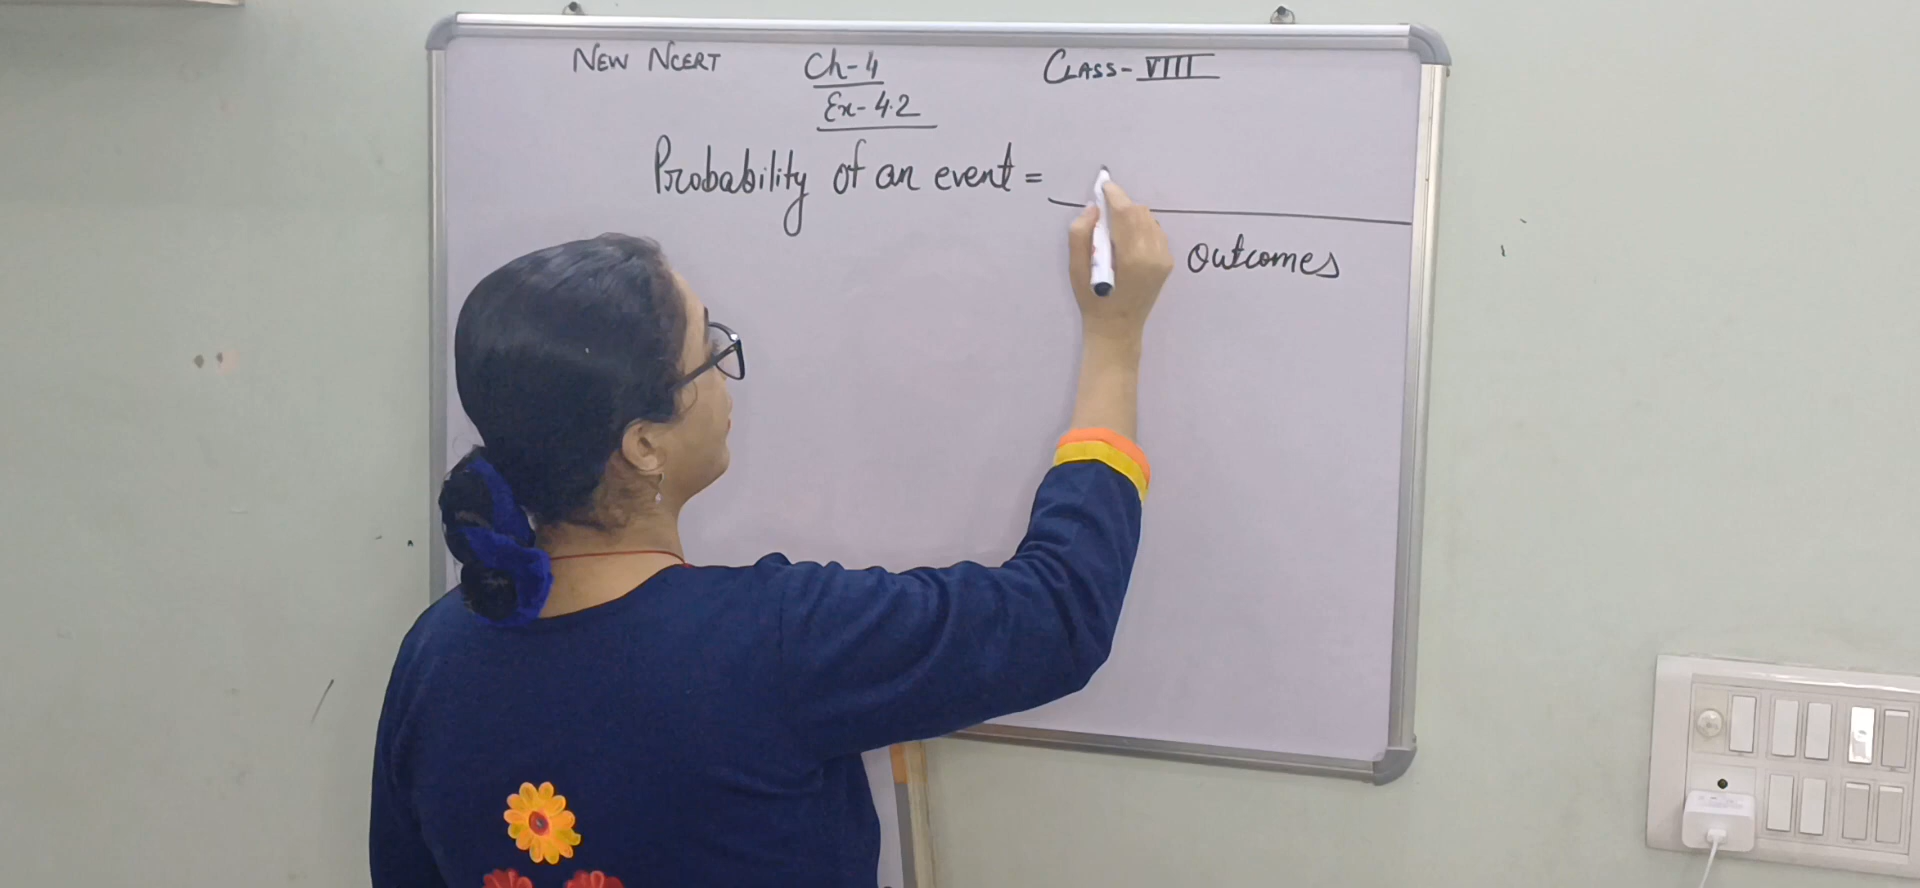 NEW NCERT Ch-4 CLASS-VIII
Ex-4.2
Probability of an event =
outcomes